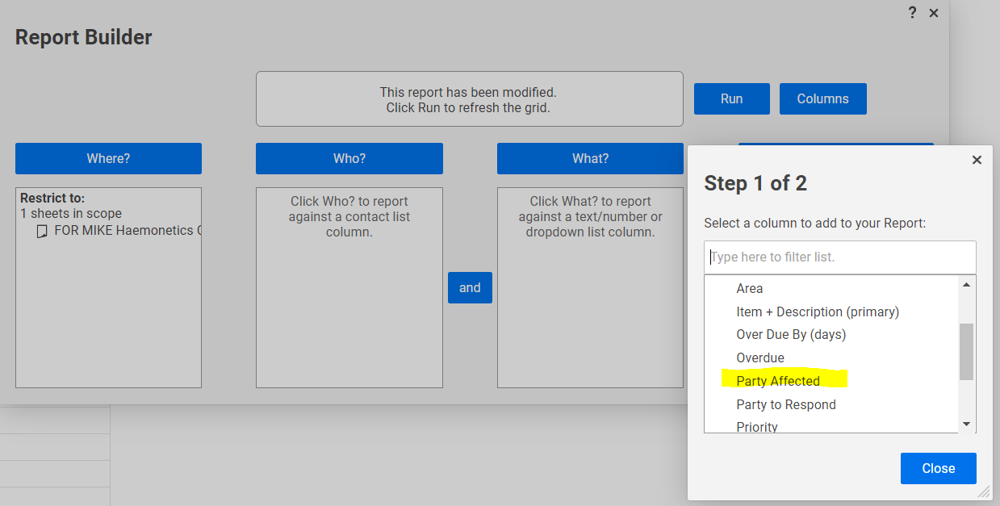 ? ×
Report Builder
This report has been modified.
Click Run to refresh the grid.
Run
Columns
Where?
Who?
What?
Restrict to:
1 sheets in scope
FOR MIKE Haemonetics
Click Who? to report
against a contact list
column.
and
Click What? to report
against a text/number or
dropdown list column.
×
Step 1 of 2
Select a column to add to your Report:
Type here to filter list.
Area
Item + Description (primary)
Over Due By (days)
Overdue
Party Affected
Party to Respond
Priority
Close